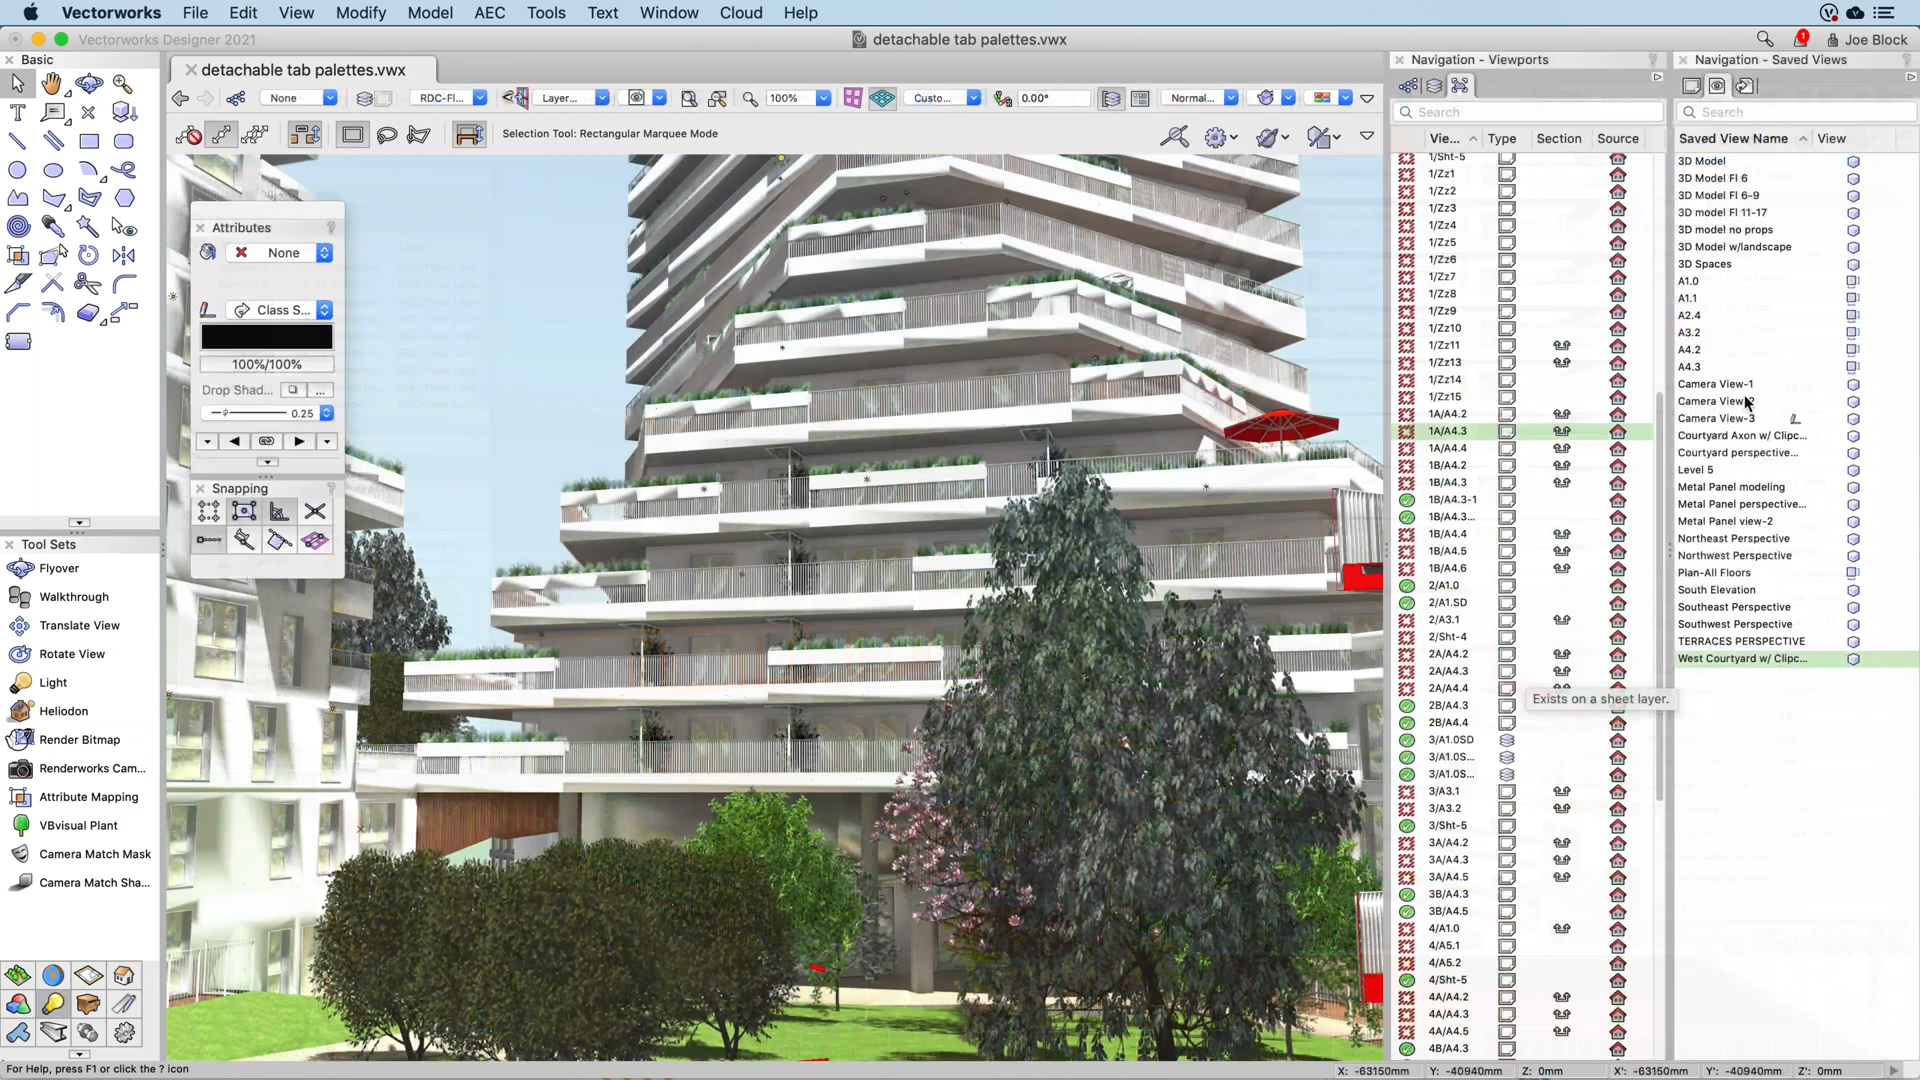 Vectorworks File Edit View Modify Model AEC Tools Text Window Cloud Help
Vectorworks Designer 2021
detachable tab palettes.vwx
1
Joe Block
Basic
detachable tab palettes.vwx
None
RDC-Fl...
Layer...
100%
Custo...
0.00°
Normal...
Selection Tool: Rectangular Marquee Mode
Attributes
None
Class S...
100%/100%
Drop Shad...
...
0.25
Snapping
Tool Sets
Flyover
Walkthrough
Translate View
Rotate View
Light
Heliodon
Render Bitmap
Renderworks Cam...
Attribute Mapping
VBvisual Plant
Camera Match Mask
Camera Match Sha...
Navigation - Viewports
Search
Vie... Type Section Source
1/Sht-5
1/Zz1
1/Zz2
1/Zz3
1/Zz4
1/Zz5
1/Zz6
1/Zz7
1/Zz8
1/Zz9
1/Zz10
1/Zz11
1/Zz13
1/Zz14
1/Zz15
1A/A4.2
1A/A4.3
1A/A4.4
1B/A4.2
1B/A4.3
1B/A4.3-1
1B/A4.3...
1B/A4.4
1B/A4.5
1B/A4.6
2/A1.0
2/A1.SD
2/A3.1
2/Sht-4
2A/A4.2
2A/A4.3
2A/A4.4
2B/A4.3
2B/A4.4
3/A1.0SD
3/A1.0S...
3/A1.0S...
3/A3.1
3/A3.2
3/Sht-5
3A/A4.2
3A/A4.3
3A/A4.5
3B/A4.3
3B/A4.5
4/A1.0
4/A5.1
4/A5.2
4/Sht-5
4A/A4.2
4A/A4.3
4A/A4.5
4B/A4.3
Exists on a sheet layer.
Navigation - Saved Views
Search
Saved View Name View
3D Model
3D Model Fl 6
3D Model Fl 6-9
3D model Fl 11-17
3D model no props
3D Model w/landscape
3D Spaces
A1.0
A1.1
A2.4
A3.2
A4.2
A4.3
Camera View-1
Camera View-2
Camera View-3
Courtyard Axon w/ Clipc...
Courtyard perspective...
Level 5
Metal Panel modeling
Metal Panel perspective...
Metal Panel view-2
Northeast Perspective
Northwest Perspective
Plan-All Floors
South Elevation
Southeast Perspective
Southwest Perspective
TERRACES PERSPECTIVE
West Courtyard w/ Clipc...
For Help, press F1 or click the ? icon
X: -63150mm Y: -40940mm Z: 0mm X': -63150mm Y': -40940mm Z': 0mm